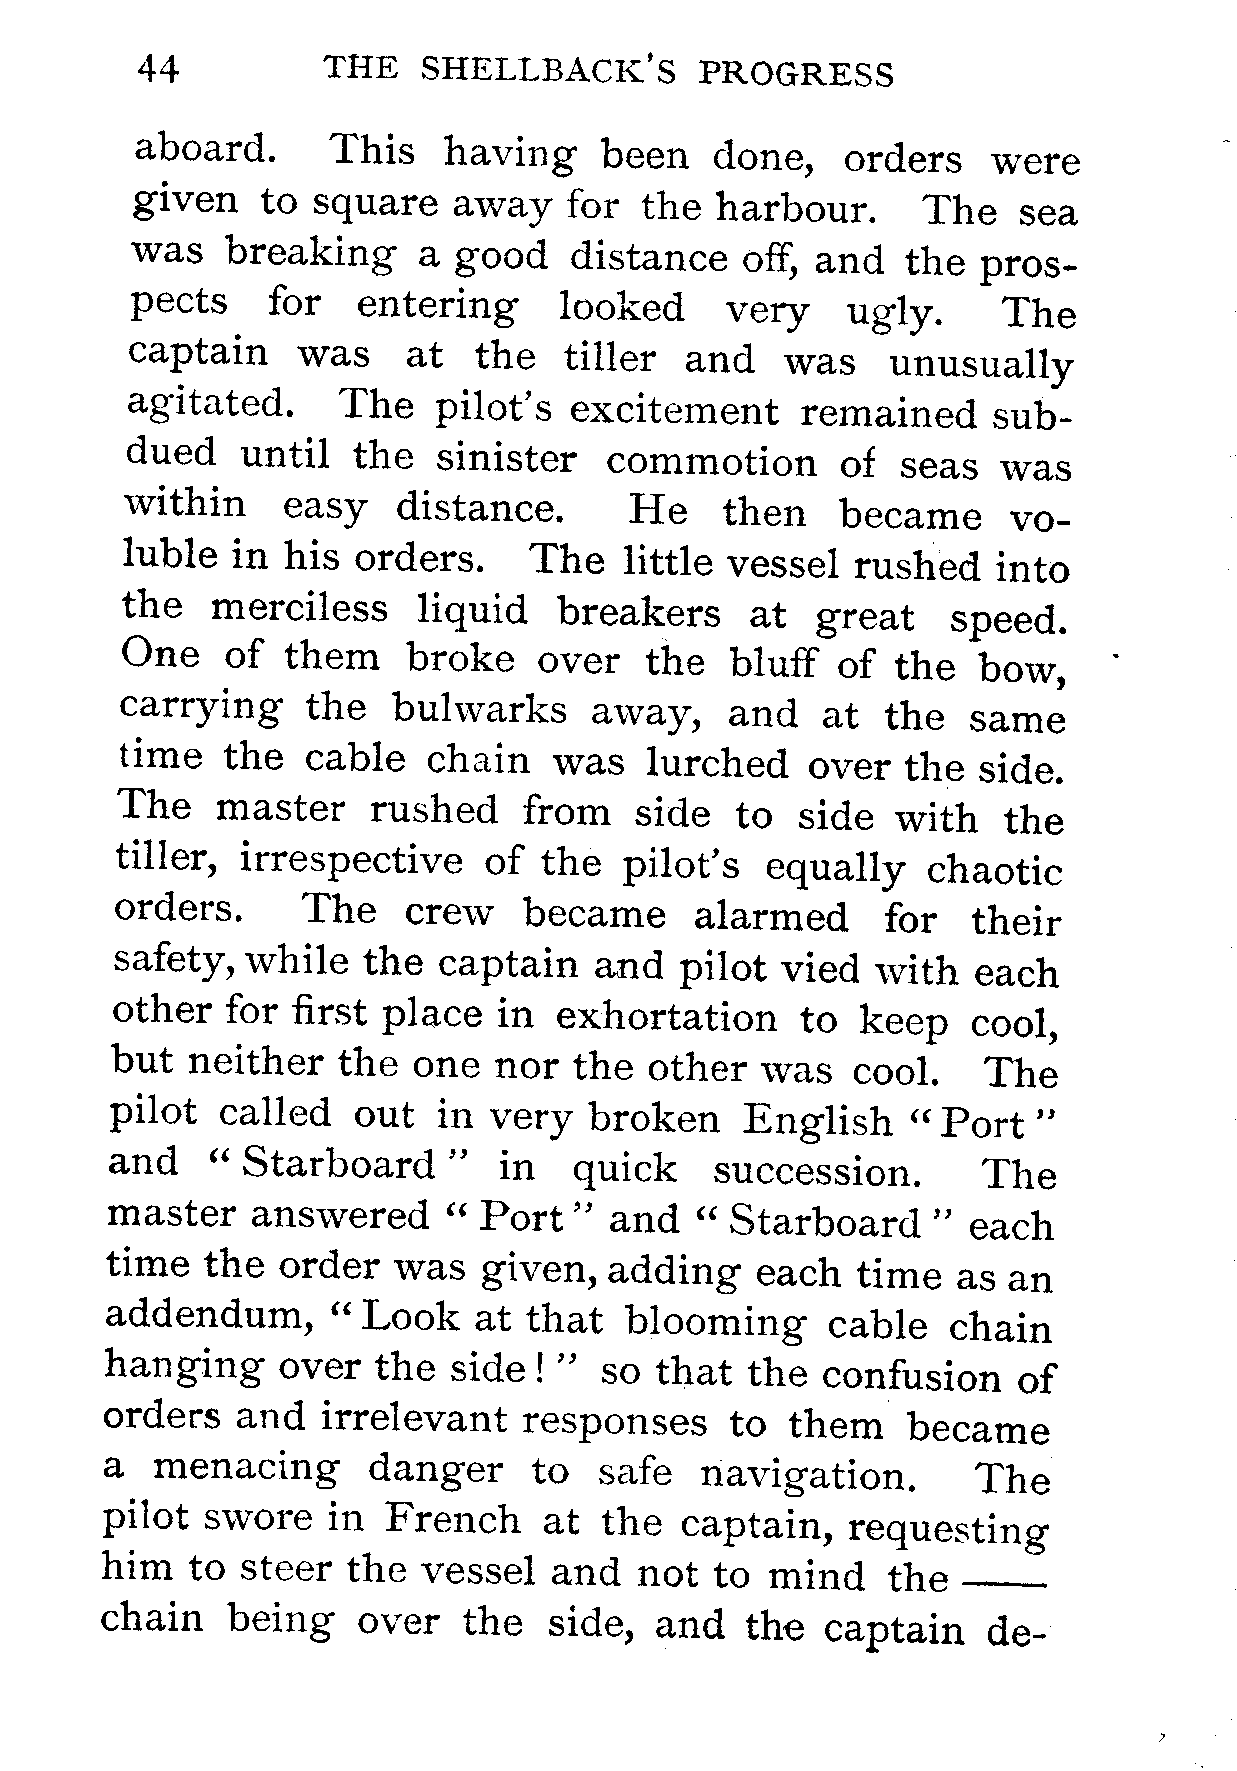 44 THE SHELLBACK'S PROGRESS
aboard. This having been done, orders were
given to square away for the harbour. The sea
was breaking a good distance off, and the pros-
pects for entering looked very ugly. The
captain was at the tiller and was unusually
agitated. The pilot's excitement remained sub-
dued until the sinister commotion of seas was
within easy distance. He then became vo-
luble in his orders. The little vessel rushed into
the merciless liquid breakers at great speed.
One of them broke over the bluff of the bow,
carrying the bulwarks away, and at the same
time the cable chain was lurched over the side.
The master rushed from side to side with the
tiller, irrespective of the pilot's equally chaotic
orders. The crew became alarmed for their
safety, while the captain and pilot vied with each
other for first place in exhortation to keep cool,
but neither the one nor the other was cool. The
pilot called out in very broken English “ Port ”
and “ Starboard ” in quick succession. The
master answered “ Port ” and “ Starboard ” each
time the order was given, adding each time as an
addendum, “ Look at that blooming cable chain
hanging over the side ! ” so that the confusion of
orders and irrelevant responses to them became
a menacing danger to safe navigation. The
pilot swore in French at the captain, requesting
him to steer the vessel and not to mind the ——
chain being over the side, and the captain de-